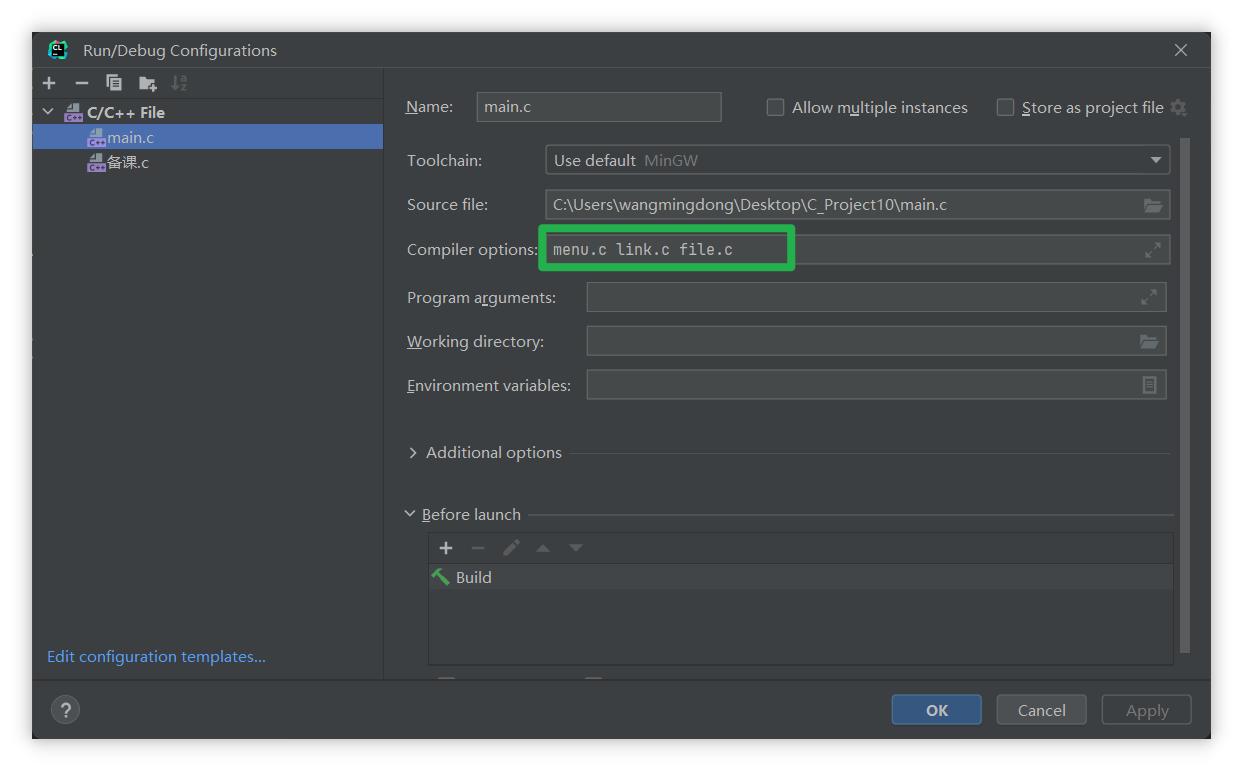 Run/Debug Configurations
C/C++ File
main.c
备课.c
Edit configuration templates...
Name: main.c Allow multiple instances Store as project file
Toolchain: Use default MinGW
Source file: C:\Users\wangmingdong\Desktop\C_Project10\main.c
Compiler options: menu.c link.c file.c
Program arguments:
Working directory:
Environment variables:
Additional options
Before launch
Build
? OK Cancel Apply